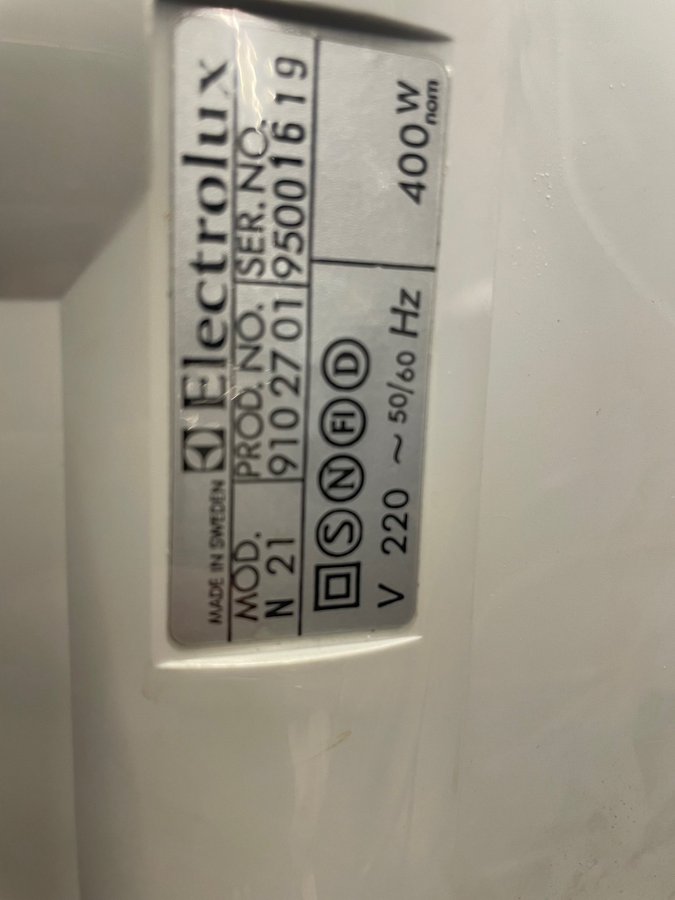 MADE IN SWEDEN Electrolux
MOD. PROD. NO. SER. NO.
N 21 910 27 01 95001619
S N FI D
V 220 ~ 50/60 Hz 400W nom